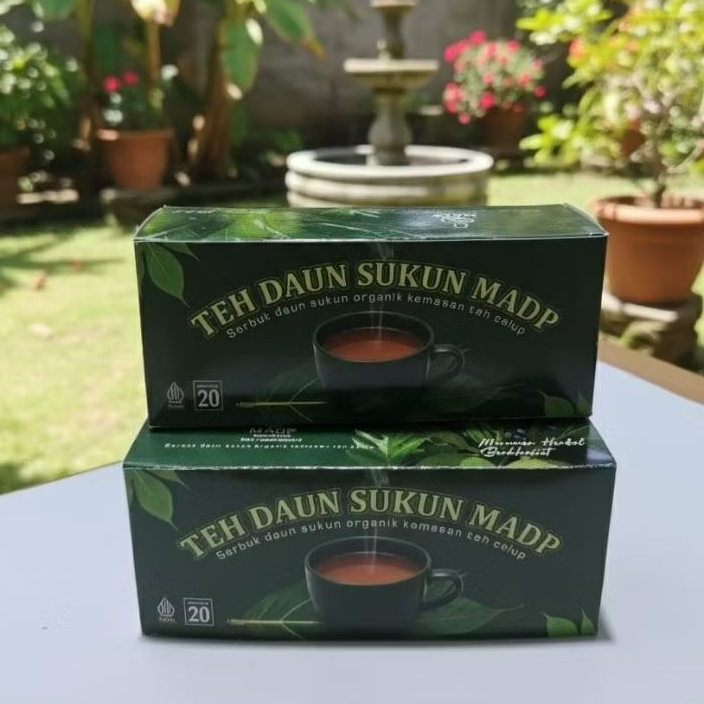 TEH DAUN SUKUN MADP
Serbuk daun sukun organik kemasan teh celup
20
MADP
TEH DAUN SUKUN MADP
Serbuk daun sukun organik kemasan teh celup
20